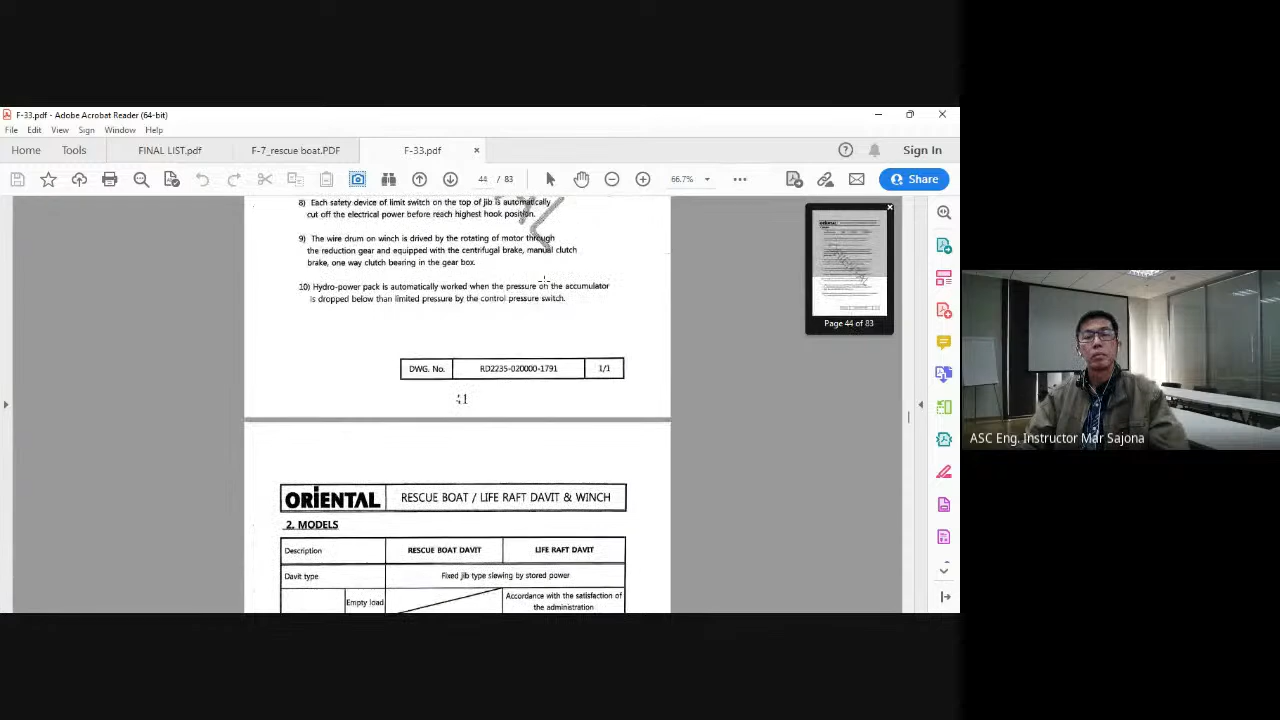 F-33.pdf - Adobe Acrobat Reader (64-bit)
File Edit View Sign Window Help
Home Tools FINAL LIST.pdf F-7_rescue boat.PDF F-33.pdf × Sign In
44 / 83 66.7% Share
8) Each safety device of limit switch on the top of jib is automatically
cut off the electrical power before reach highest hook position.
9) The wire drum on winch is drived by the rotating of motor through
the reduction gear and equipped with the centrifugal brake, manual clutch
brake, one way clutch bearing in the gear box.
10) Hydro-power pack is automatically worked when the pressure on the accumulator
is dropped below than limited pressure by the control pressure switch.
DWG. No. RD2235-020000-1791 1/1
41
ORIENTAL RESCUE BOAT / LIFE RAFT DAVIT & WINCH
2. MODELS
Description RESCUE BOAT DAVIT LIFE RAFT DAVIT
Davit type Fixed jib type slewing by stored power
Empty load Accordance with the satisfaction of
the administration
Page 44 of 83
ASC Eng. Instructor Mar Sajona